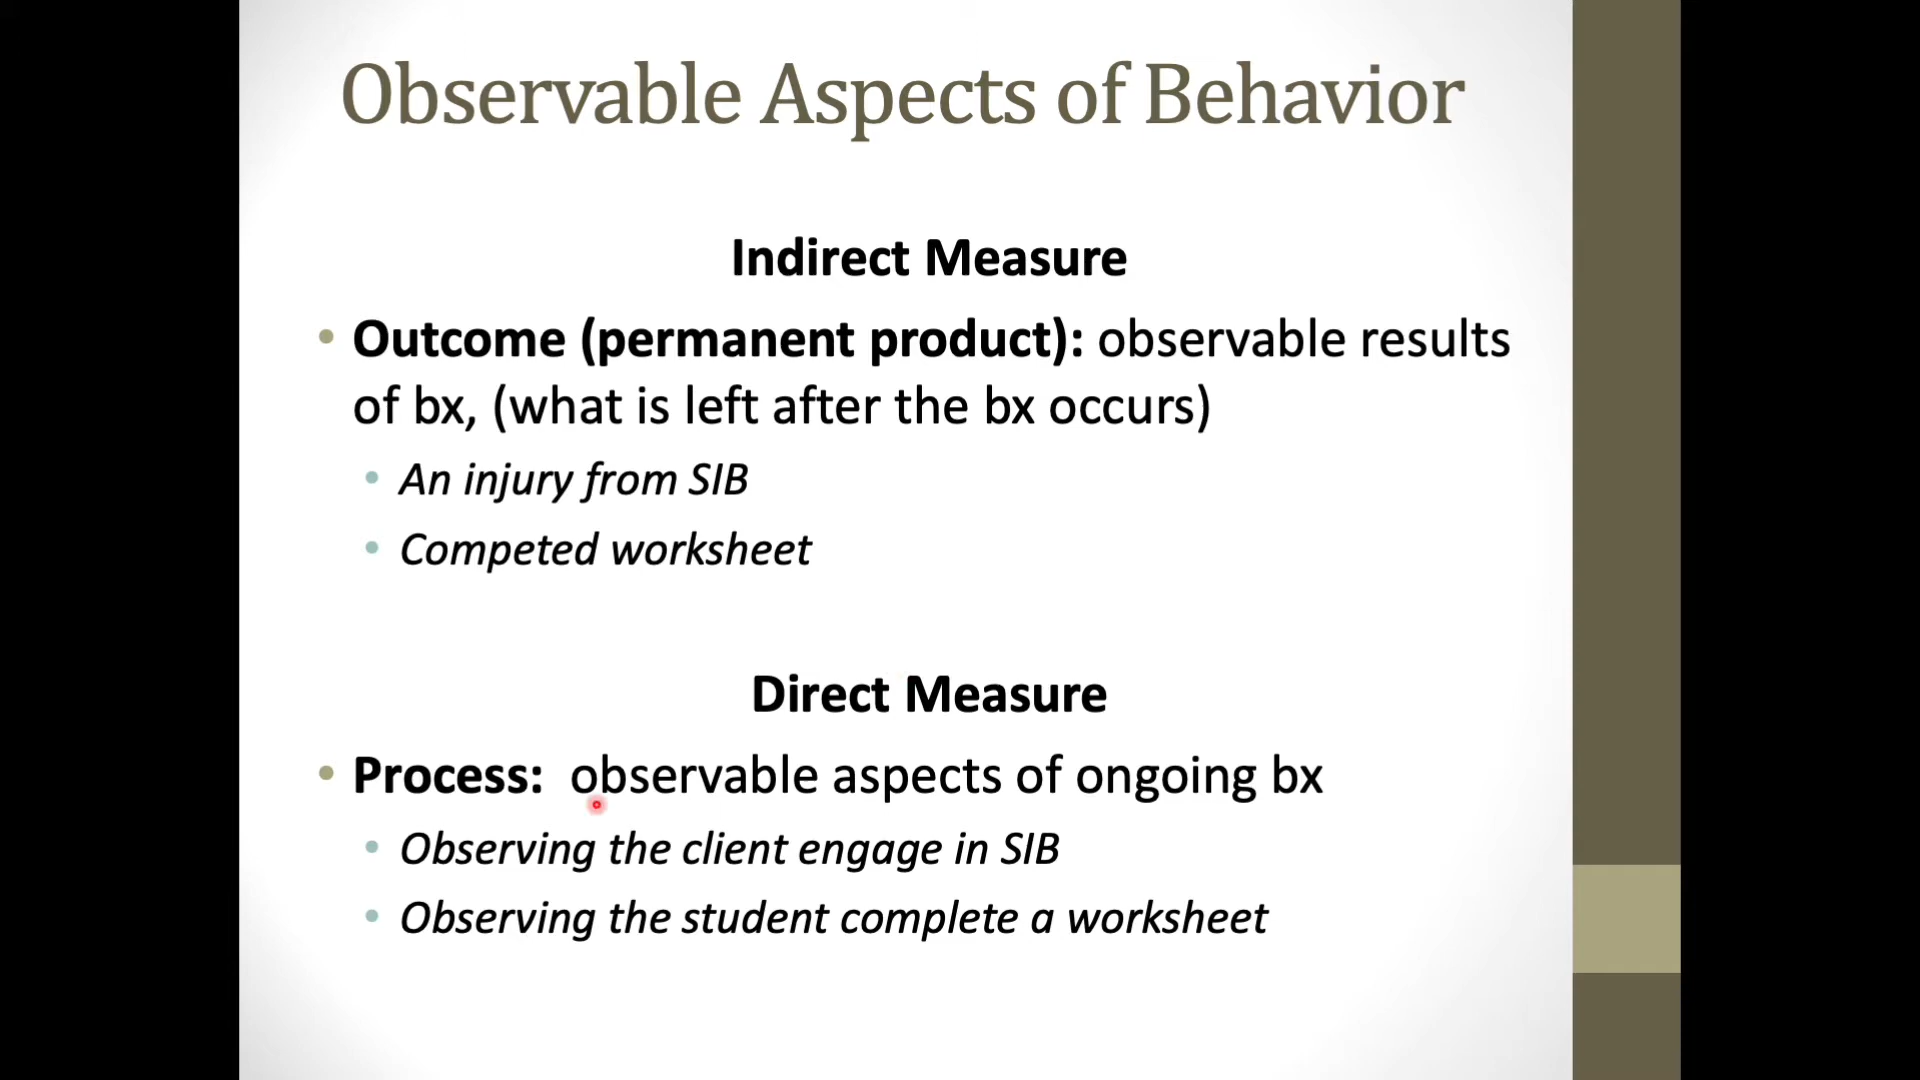 Observable Aspects of Behavior
Indirect Measure
• Outcome (permanent product): observable results
of bx, (what is left after the bx occurs)
• An injury from SIB
• Competed worksheet
Direct Measure
• Process: observable aspects of ongoing bx
• Observing the client engage in SIB
• Observing the student complete a worksheet